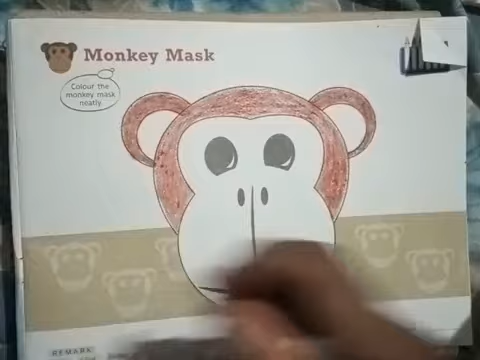 Monkey Mask
Colour the
monkey mask
neatly
REMARK